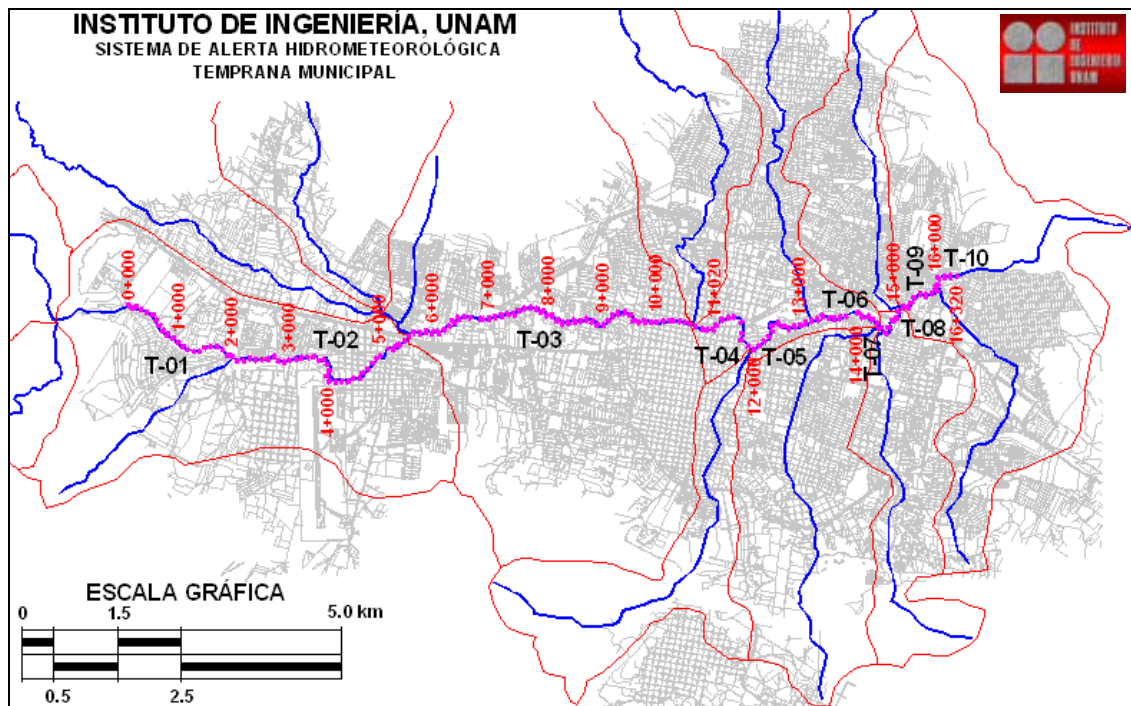 INSTITUTO DE INGENIERÍA, UNAM
SISTEMA DE ALERTA HIDROMETEOROLÓGICA
TEMPRANA MUNICIPAL
INSTITUTO
DE
INGENIERIA
UNAM
0+000
1+000
2+000
3+000
4+000
5+000
6+000
7+000
8+000
9+000
10+000
11+020
12+000
13+000
14+000
15+000
16+000
16+320
T-01
T-02
T-03
T-04
T-05
T-06
T-07
T-08
T-09
T-10
ESCALA GRÁFICA
0 1.5 5.0 km
0.5 2.5